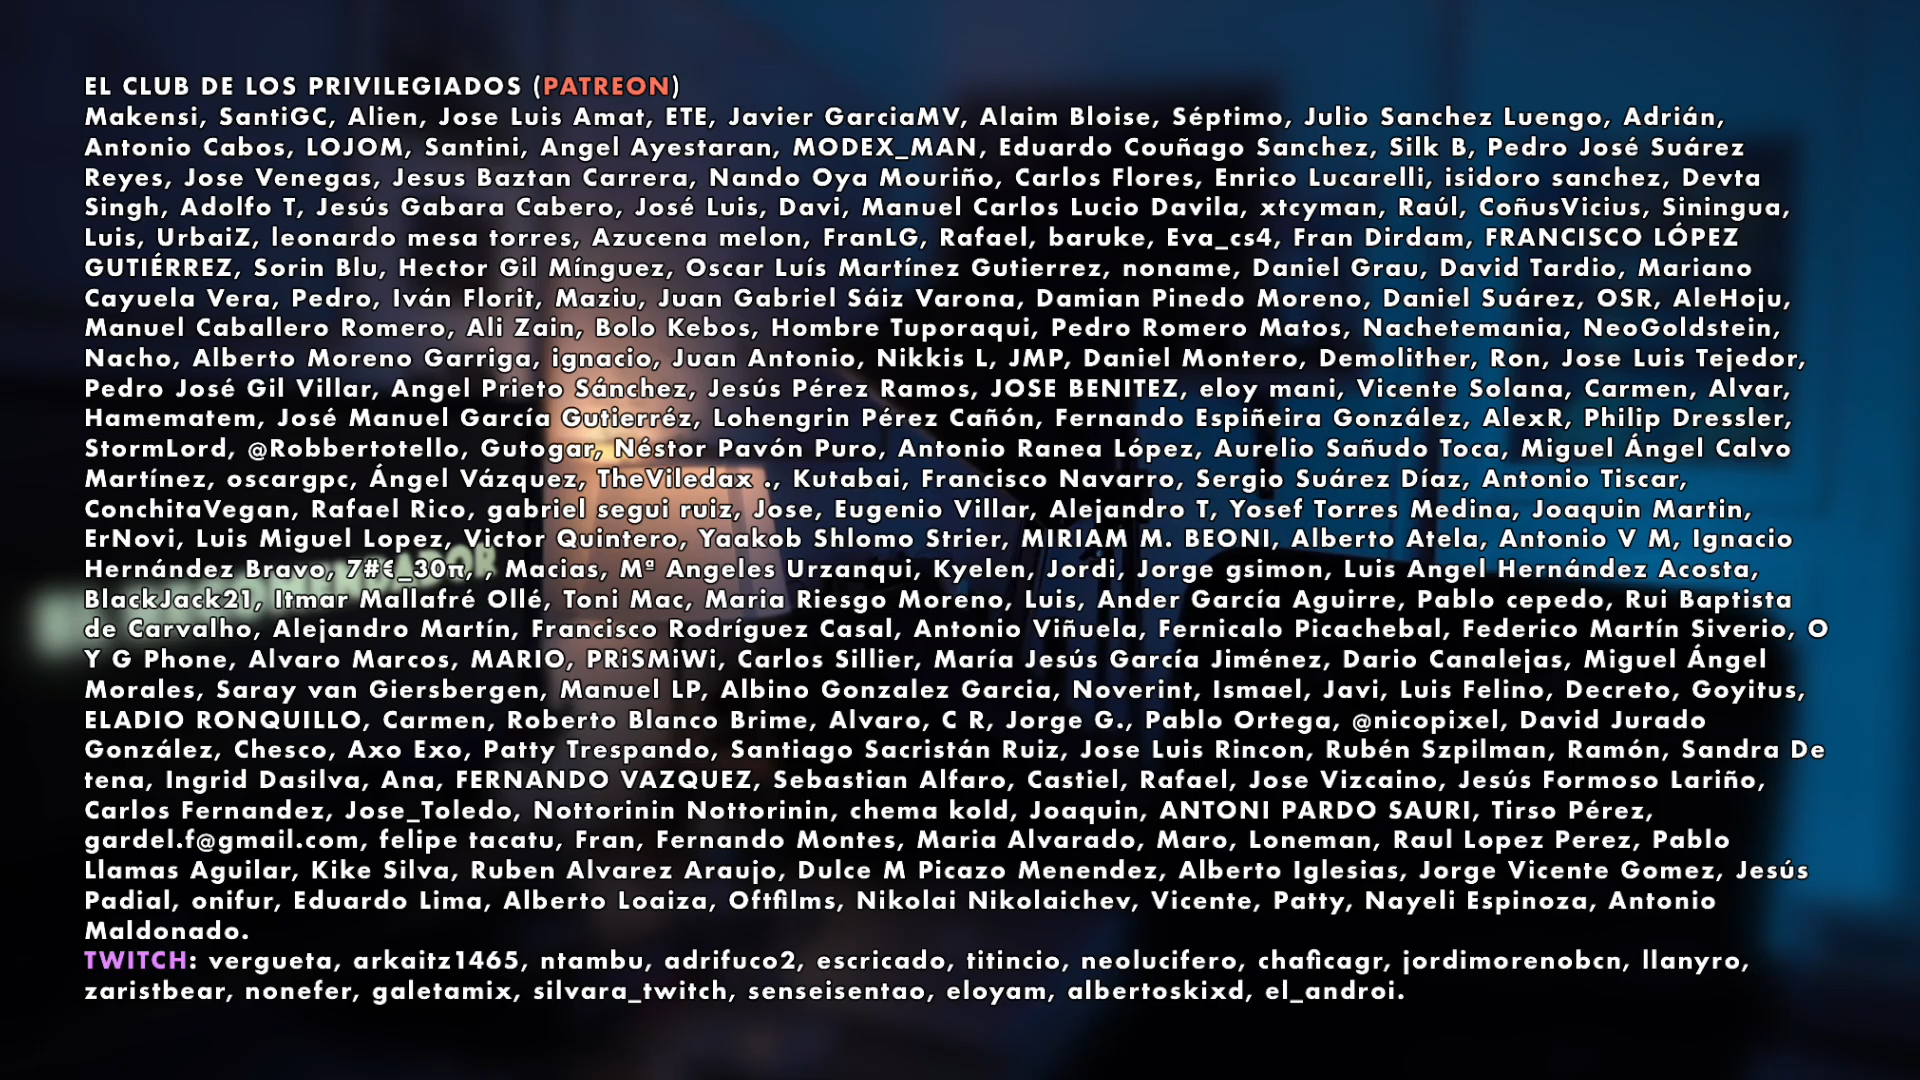 EL CLUB DE LOS PRIVILEGIADOS (PATREON)
Makensi, SantiGC, Alien, Jose Luis Amat, ETE, Javier GarciaMV, Alaim Bloise, Séptimo, Julio Sanchez Luengo, Adrián,
Antonio Cabos, LOJOM, Santini, Angel Ayestaran, MODEX_MAN, Eduardo Couñago Sanchez, Silk B, Pedro José Suárez
Reyes, Jose Venegas, Jesus Baztan Carrera, Nando Oya Mouriño, Carlos Flores, Enrico Lucarelli, isidoro sanchez, Devta
Singh, Adolfo T, Jesús Gabara Cabero, José Luis, Davi, Manuel Carlos Lucio Davila, xtcyman, Raúl, CoñusVicius, Siningua,
Luis, UrbaiZ, leonardo mesa torres, Azucena melon, FranLG, Rafael, baruke, Eva_cs4, Fran Dirdam, FRANCISCO LÓPEZ
GUTIÉRREZ, Sorin Blu, Hector Gil Mínguez, Oscar Luís Martínez Gutierrez, noname, Daniel Grau, David Tardio, Mariano
Cayuela Vera, Pedro, Iván Florit, Maziu, Juan Gabriel Sáiz Varona, Damian Pinedo Moreno, Daniel Suárez, OSR, AleHoju,
Manuel Caballero Romero, Ali Zain, Bolo Kebos, Hombre Tuporaqui, Pedro Romero Matos, Nachetemania, NeoGoldstein,
Nacho, Alberto Moreno Garriga, ignacio, Juan Antonio, Nikkis L, JMP, Daniel Montero, Demolither, Ron, Jose Luis Tejedor,
Pedro José Gil Villar, Angel Prieto Sánchez, Jesús Pérez Ramos, JOSE BENITEZ, eloy mani, Vicente Solana, Carmen, Alvar,
Hamematem, José Manuel García Gutierréz, Lohengrin Pérez Cañón, Fernando Espiñeira González, AlexR, Philip Dressler,
StormLord, @Robbertotello, Gutogar, Néstor Pavón Puro, Antonio Ranea López, Aurelio Sañudo Toca, Miguel Ángel Calvo
Martínez, oscargpc, Ángel Vázquez, TheViledax ., Kutabai, Francisco Navarro, Sergio Suárez Díaz, Antonio Tiscar,
ConchitaVegan, Rafael Rico, gabriel segui ruiz, Jose, Eugenio Villar, Alejandro T, Yosef Torres Medina, Joaquin Martin,
ErNovi, Luis Miguel Lopez, Victor Quintero, Yaakob Shlomo Strier, MIRIAM M. BEONI, Alberto Atela, Antonio V M, Ignacio
Hernández Bravo, 7#€_30π, , Macias, Mª Angeles Urzanqui, Kyelen, Jordi, Jorge gsimon, Luis Angel Hernández Acosta,
BlackJack21, Itmar Mallafré Ollé, Toni Mac, Maria Riesgo Moreno, Luis, Ander García Aguirre, Pablo cepedo, Rui Baptista
de Carvalho, Alejandro Martín, Francisco Rodríguez Casal, Antonio Viñuela, Fernicalo Picachebal, Federico Martín Siverio, O
Y G Phone, Alvaro Marcos, MARIO, PRiSMiWi, Carlos Sillier, María Jesús García Jiménez, Dario Canalejas, Miguel Ángel
Morales, Saray van Giersbergen, Manuel LP, Albino Gonzalez Garcia, Noverint, Ismael, Javi, Luis Felino, Decreto, Goyitus,
ELADIO RONQUILLO, Carmen, Roberto Blanco Brime, Alvaro, C R, Jorge G., Pablo Ortega, @nicopixel, David Jurado
González, Chesco, Axo Exo, Patty Trespando, Santiago Sacristán Ruiz, Jose Luis Rincon, Rubén Szpilman, Ramón, Sandra De
tena, Ingrid Dasilva, Ana, FERNANDO VAZQUEZ, Sebastian Alfaro, Castiel, Rafael, Jose Vizcaino, Jesús Formoso Lariño,
Carlos Fernandez, Jose_Toledo, Nottorinin Nottorinin, chema kold, Joaquin, ANTONI PARDO SAURI, Tirso Pérez,
gardel.f@gmail.com, felipe tacatu, Fran, Fernando Montes, Maria Alvarado, Maro, Loneman, Raul Lopez Perez, Pablo
Llamas Aguilar, Kike Silva, Ruben Alvarez Araujo, Dulce M Picazo Menendez, Alberto Iglesias, Jorge Vicente Gomez, Jesús
Padial, onifur, Eduardo Lima, Alberto Loaiza, Oftfilms, Nikolai Nikolaichev, Vicente, Patty, Nayeli Espinoza, Antonio
Maldonado.
TWITCH: vergueta, arkaitz1465, ntambu, adrifuco2, escricado, titincio, neolucifero, chaficagr, jordimorenobcn, llanyro,
zaristbear, nonefer, galetamix, silvara_twitch, senseisentao, eloyam, albertoskixd, el_androi.